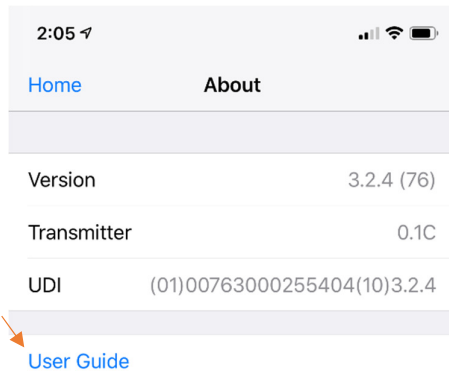 2:05
Home About
Version 3.2.4 (76)
Transmitter 0.1C
UDI (01)00763000255404(10)3.2.4
User Guide